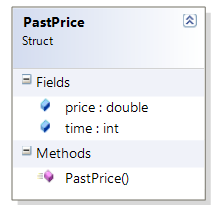 PastPrice
Struct
Fields
price : double
time : int
Methods
PastPrice()